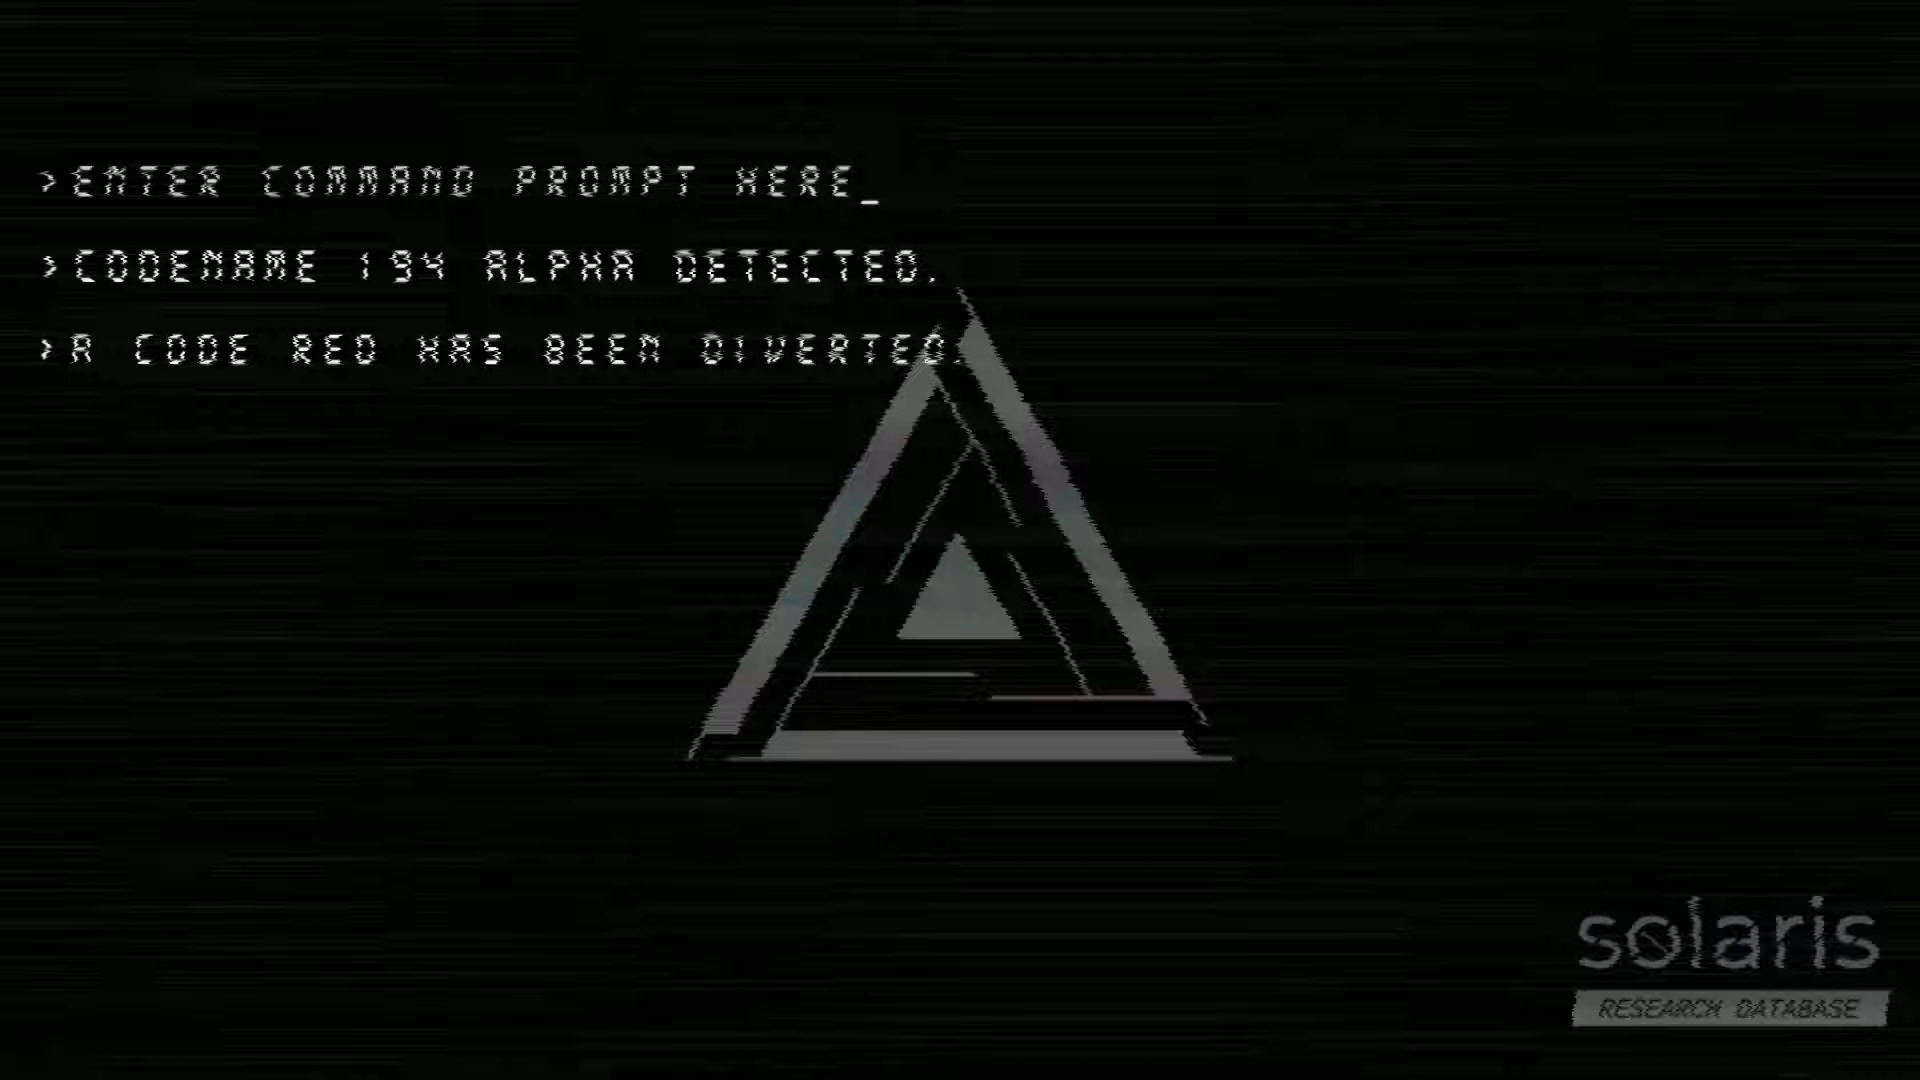 >ENTER COMMAND PROMPT HERE_
>CODENAME 194 ALPHA DETECTED.
>A CODE RED HAS BEEN DIVERTED.
solaris
RESEARCH DATABASE